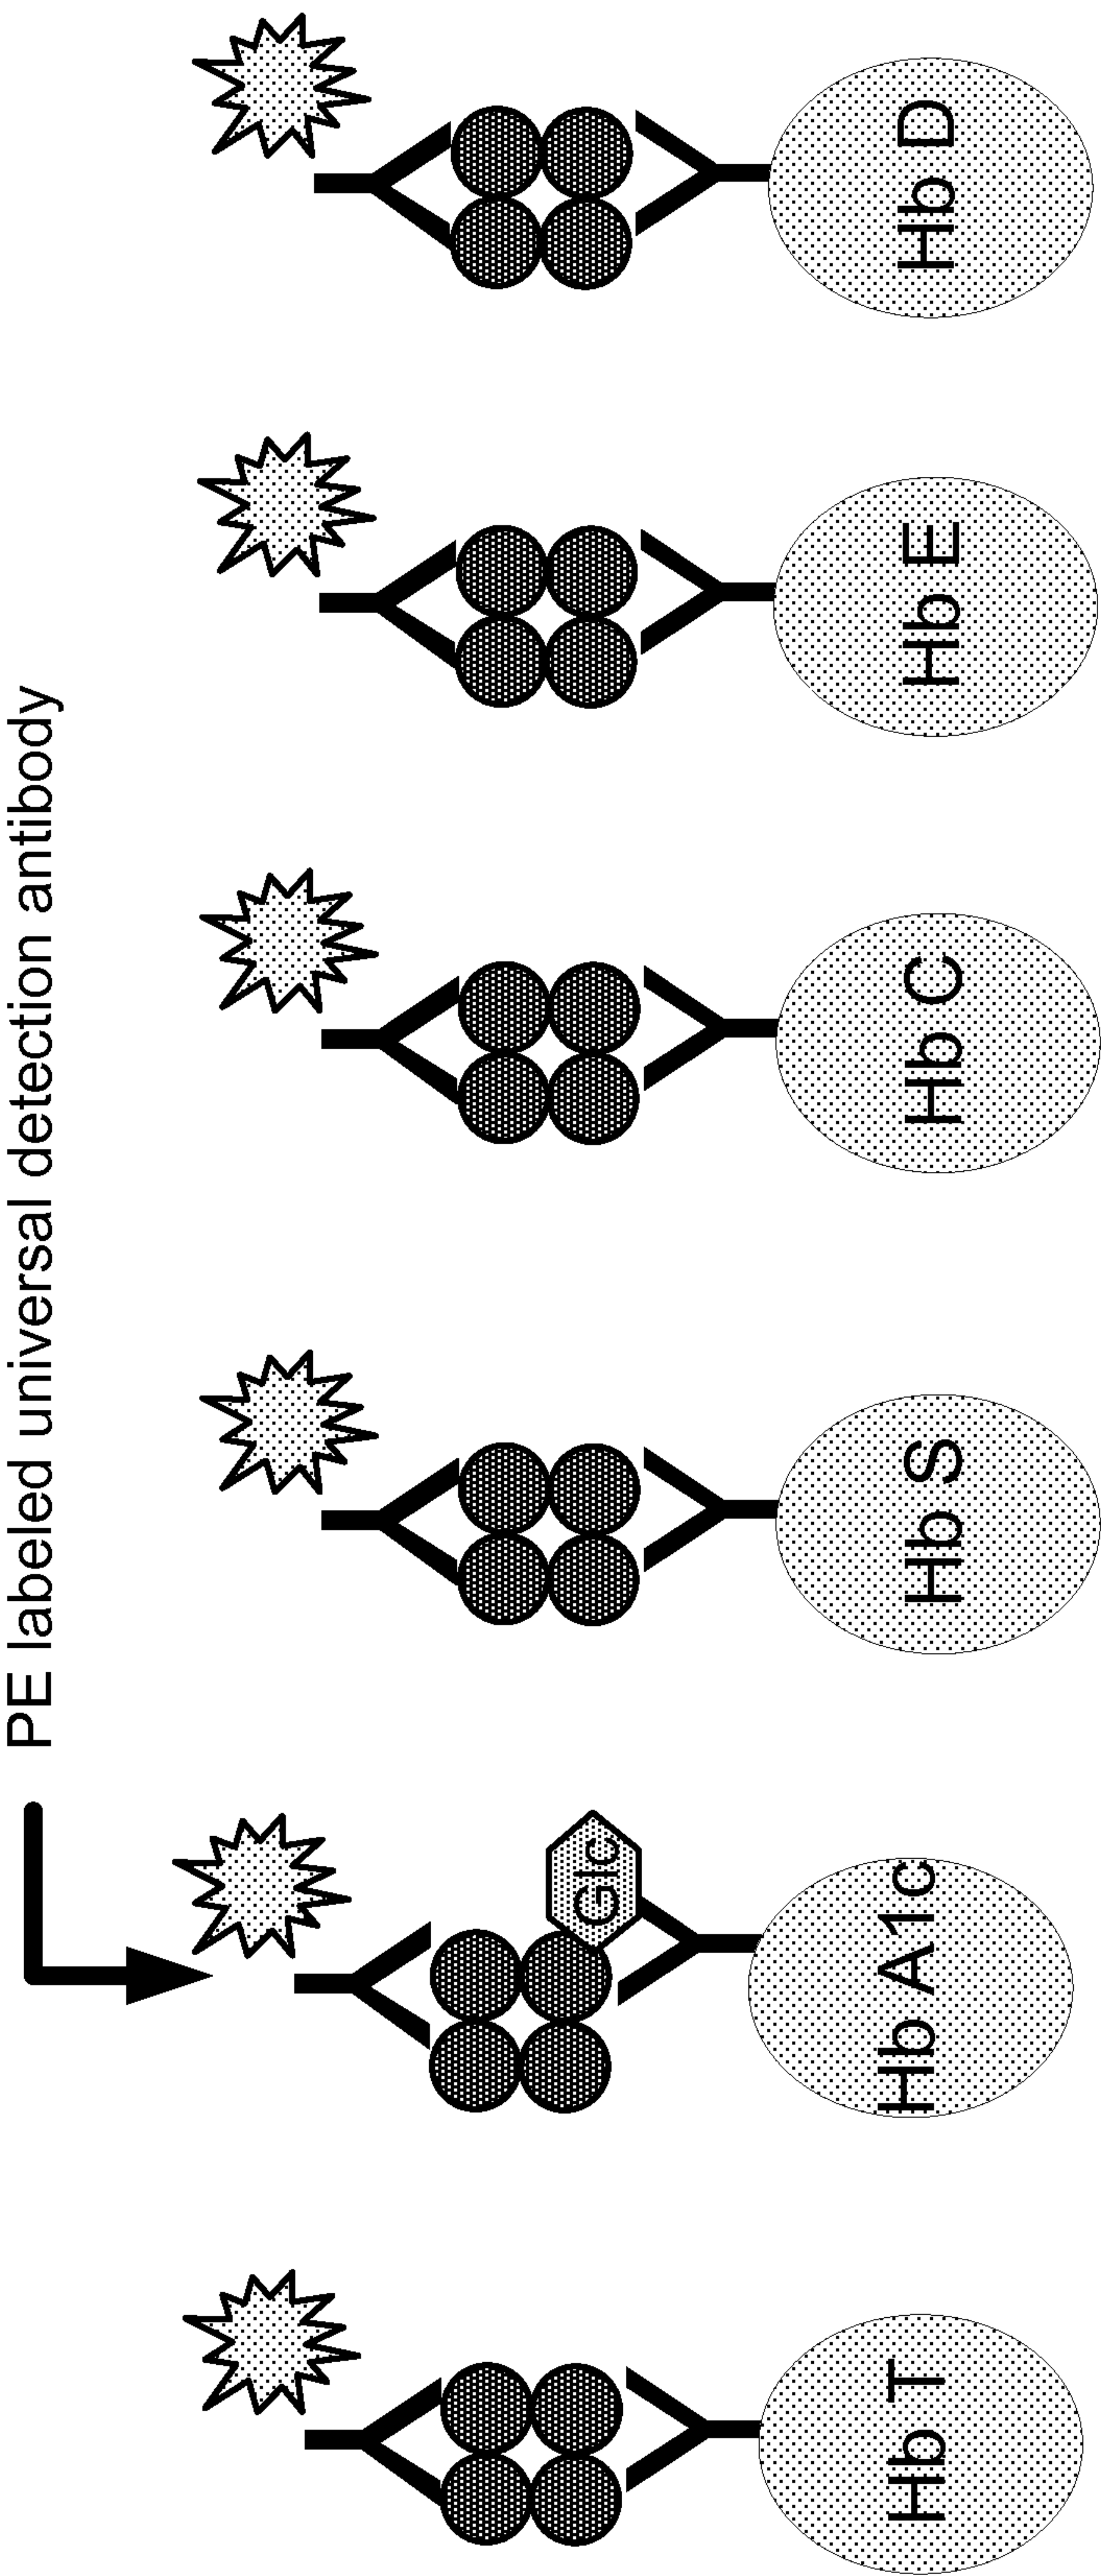 PE labeled universal detection antibody
Glc
Hb T
Hb A1c
Hb S
Hb C
Hb E
Hb D